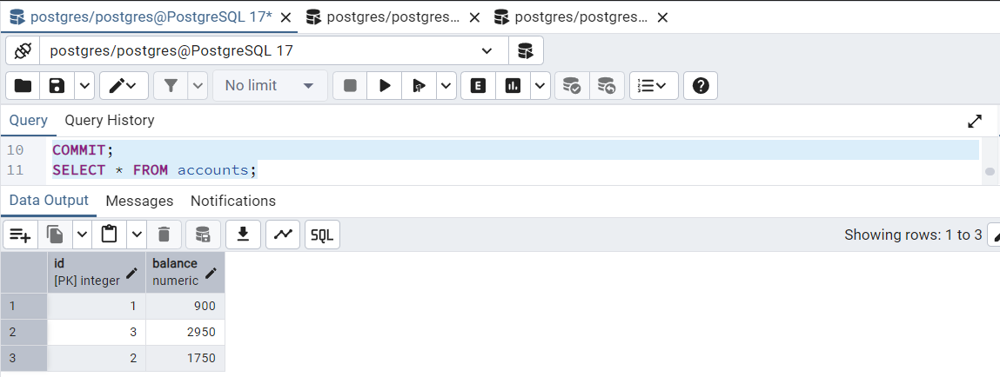 postgres/postgres@PostgreSQL 17* postgres/postgres... postgres/postgres...
postgres/postgres@PostgreSQL 17
No limit E
Query Query History
10 COMMIT;
11 SELECT * FROM accounts;
Data Output Messages Notifications
SQL Showing rows: 1 to 3
id balance
[PK] integer numeric
1 1 900
2 3 2950
3 2 1750